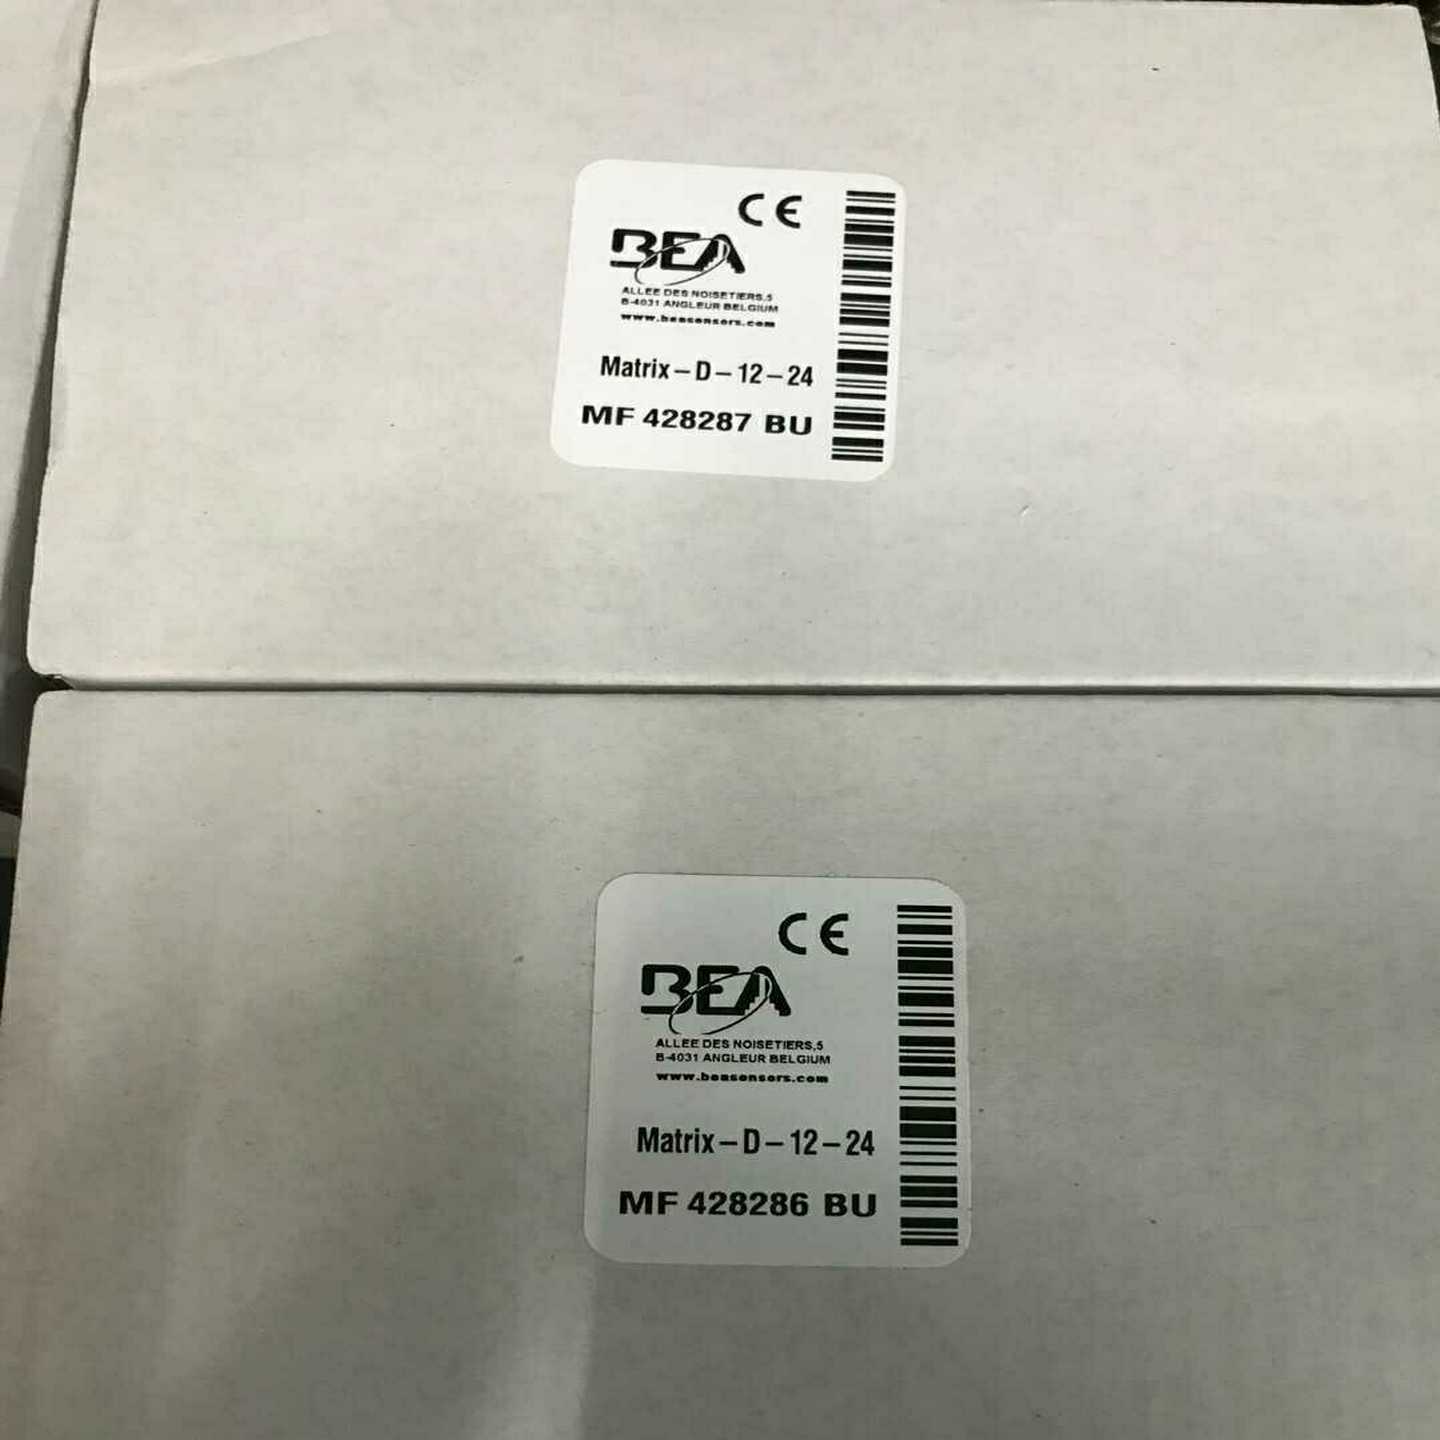 CE
BEA
ALLEE DES NOISETIERS,5
B-4031 ANGLEUR BELGIUM
www.beasensors.com
Matrix-D-12-24
MF 428287 BU
CE
BEA
ALLEE DES NOISETIERS,5
B-4031 ANGLEUR BELGIUM
www.beasensors.com
Matrix-D-12-24
MF 428286 BU